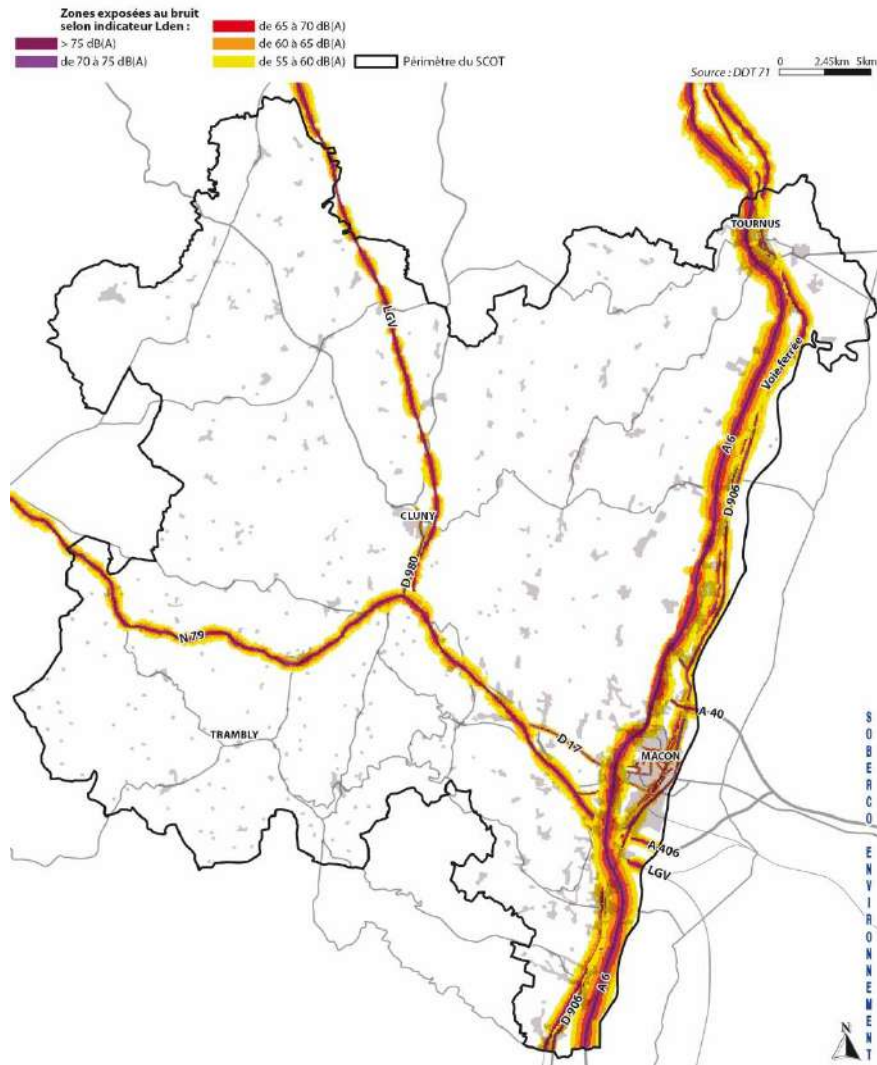 Zones exposées au bruit
selon indicateur Lden :
> 75 dB(A)
de 70 à 75 dB(A)
de 65 à 70 dB(A)
de 60 à 65 dB(A)
de 55 à 60 dB(A)
Périmètre du SCOT
Source : DDT 71
0 2.45km 5km
TOURNUS
LGV
Voie ferrée
A 6
D 906
CLUNY
D 980
N 79
TRAMBLY
D 17
A 40
MACON
A 406
LGV
A 6
D 906
SOBERCO ENVIRONNEMENT
N